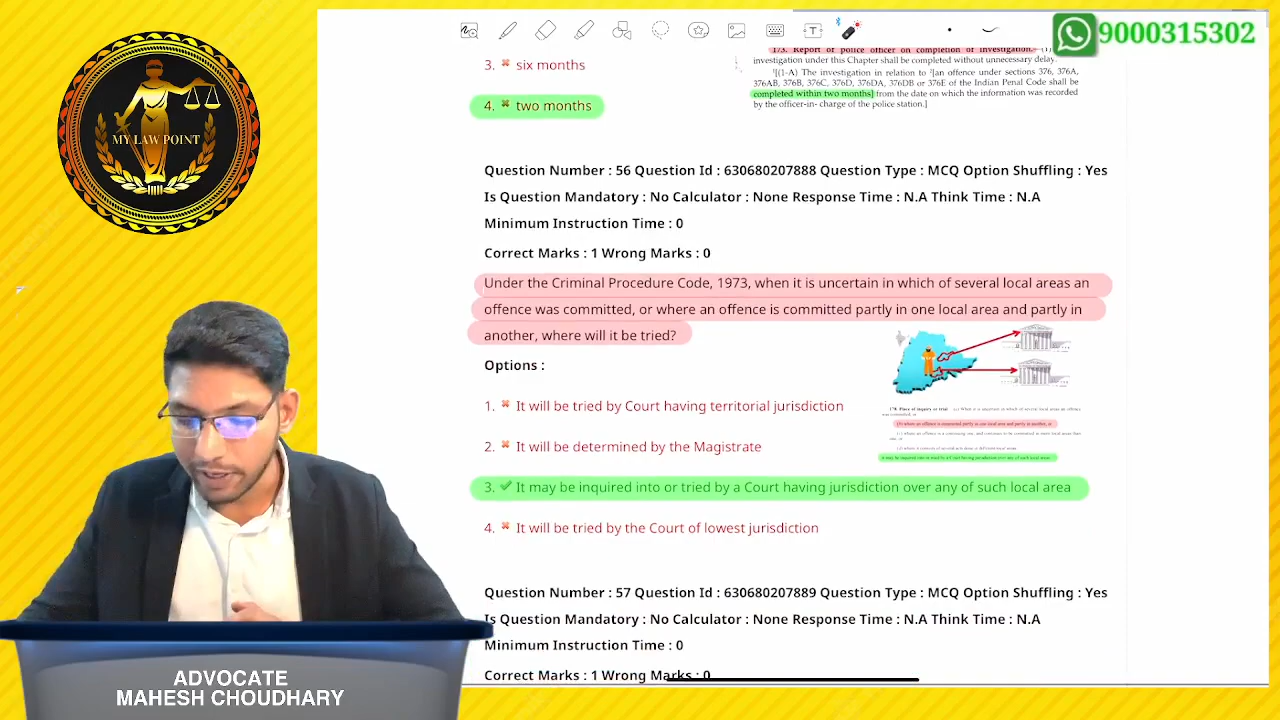 9000315302
MY LAW POINT
173. Report of police officer on completion of investigation.
investigation under this Chapter shall be completed without unnecessary delay.
[(1-A) The investigation in relation to [an offence under sections 376, 376A,
376AB, 376B, 376C, 376D, 376DA, 376DB or 376E of the Indian Penal Code shall be
completed within two months] from the date on which the information was recorded
by the officer-in- charge of the police station.]
3. six months
4. two months
Question Number : 56 Question Id : 630680207888 Question Type : MCQ Option Shuffling : Yes
Is Question Mandatory : No Calculator : None Response Time : N.A Think Time : N.A
Minimum Instruction Time : 0
Correct Marks : 1 Wrong Marks : 0
Under the Criminal Procedure Code, 1973, when it is uncertain in which of several local areas an
offence was committed, or where an offence is committed partly in one local area and partly in
another, where will it be tried?
Options :
1. It will be tried by Court having territorial jurisdiction
2. It will be determined by the Magistrate
3. It may be inquired into or tried by a Court having jurisdiction over any of such local area
4. It will be tried by the Court of lowest jurisdiction
Question Number : 57 Question Id : 630680207889 Question Type : MCQ Option Shuffling : Yes
Is Question Mandatory : No Calculator : None Response Time : N.A Think Time : N.A
Minimum Instruction Time : 0
Correct Marks : 1 Wrong Marks : 0
ADVOCATE
MAHESH CHOUDHARY